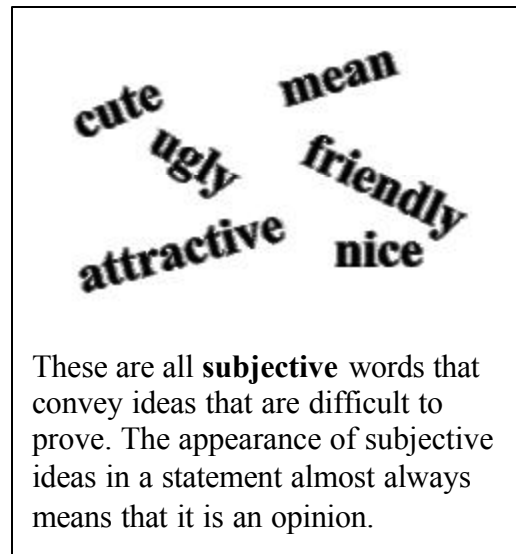 cute
mean
ugly
friendly
attractive
nice
These are all subjective words that
convey ideas that are difficult to
prove. The appearance of subjective
ideas in a statement almost always
means that it is an opinion.